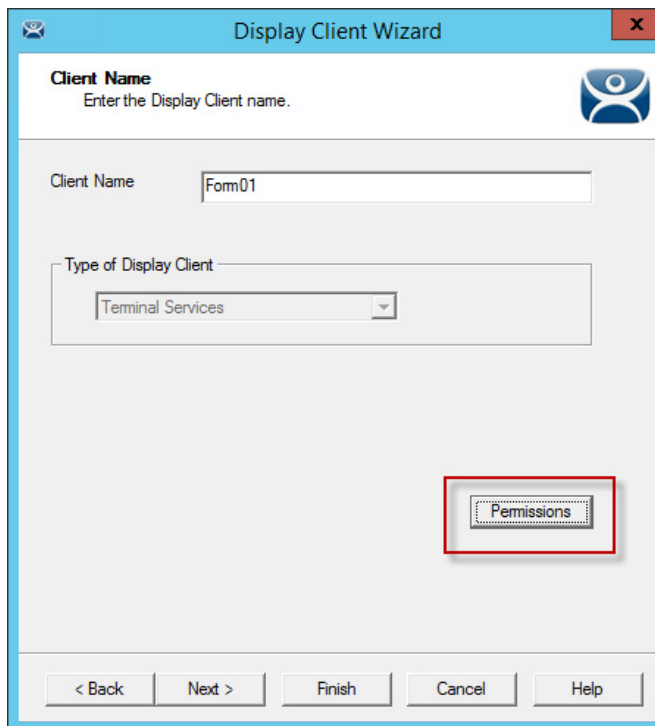 Display Client Wizard
x
Client Name
Enter the Display Client name.
Client Name
Form01
Type of Display Client
Terminal Services
Permissions
< Back
Next >
Finish
Cancel
Help